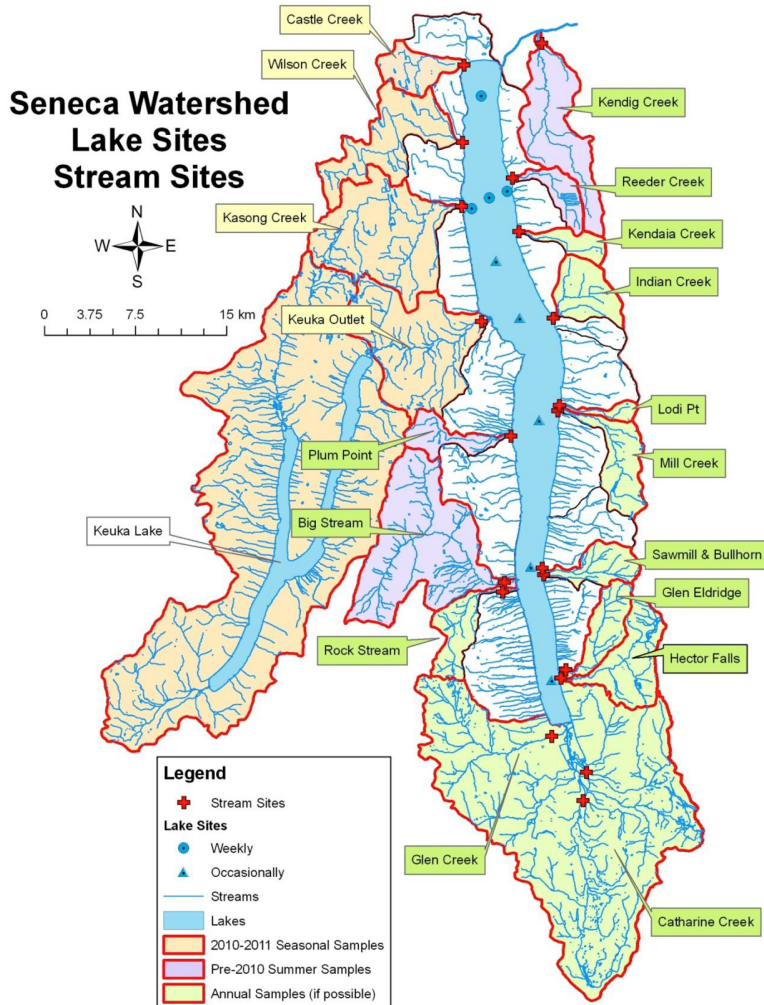 Castle Creek
Wilson Creek
Seneca Watershed
Lake Sites
Stream Sites
N
W E
S
0 3.75 7.5 15 km
Kendig Creek
Reeder Creek
Kasong Creek
Kendaia Creek
Indian Creek
Keuka Outlet
Lodi Pt
Plum Point
Mill Creek
Big Stream
Keuka Lake
Sawmill & Bullhorn
Glen Eldridge
Rock Stream
Hector Falls
Glen Creek
Catharine Creek
Legend
Stream Sites
Lake Sites
Weekly
Occasionally
Streams
Lakes
2010-2011 Seasonal Samples
Pre-2010 Summer Samples
Annual Samples (if possible)